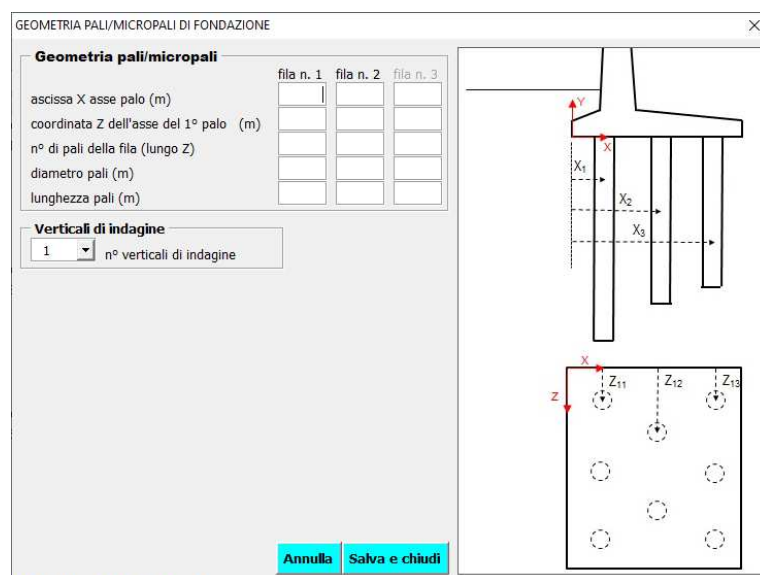 GEOMETRIA PALI/MICROPALI DI FONDAZIONE
Geometria pali/micropali
fila n. 1 fila n. 2 fila n. 3
ascissa X asse palo (m)
coordinata Z dell'asse del 1° palo (m)
n° di pali della fila (lungo Z)
diametro pali (m)
lunghezza pali (m)
Verticali di indagine
1 n° verticali di indagine
Annulla Salva e chiudi
Y
X
X₁
X₂
X₃
X
Z₁₁ Z₁₂ Z₁₃
Z